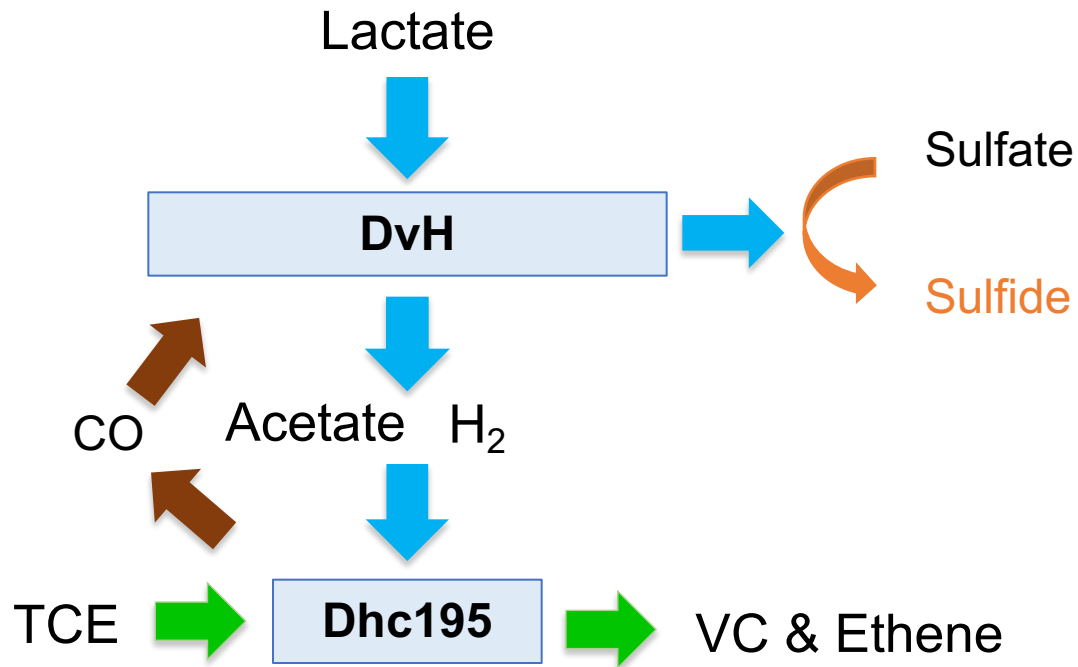 Lactate
Sulfate
DvH
Sulfide
CO
Acetate H₂
TCE
Dhc195
VC & Ethene